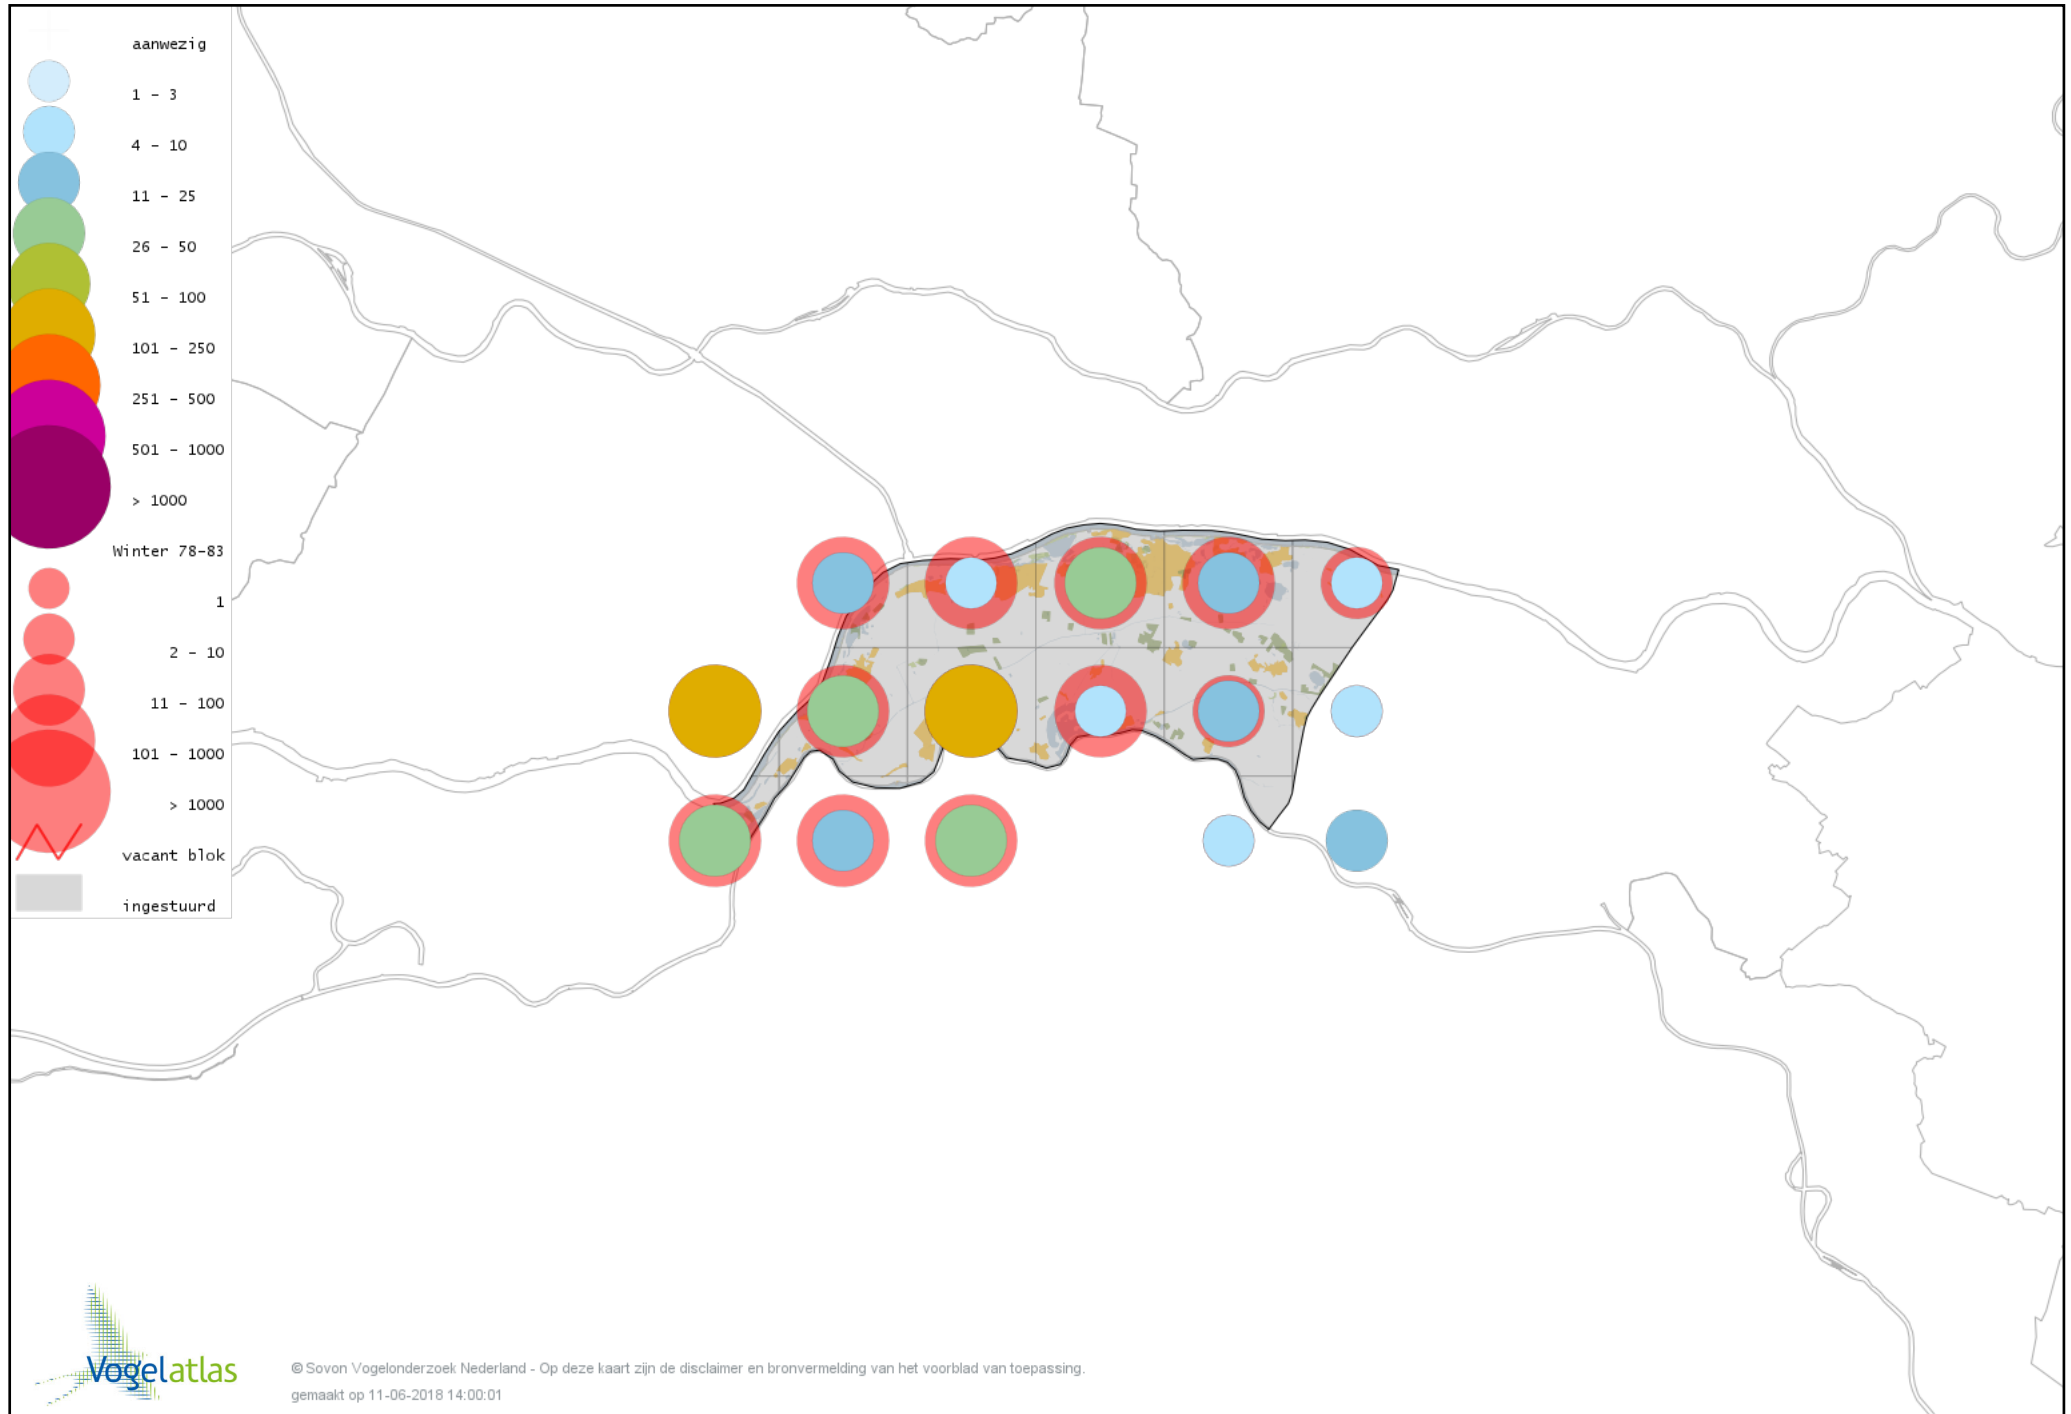 aanwezig
1 - 3
4 - 10
11 - 25
26 - 50
51 - 100
101 - 250
251 - 500
501 - 1000
> 1000
Winter 78-83
1
2 - 10
11 - 100
101 - 1000
> 1000
vacant blok
ingestuurd
Vogelatlas
© Sovon Vogelonderzoek Nederland - Op deze kaart zijn de disclaimer en bronvermelding van het voorblad van toepassing.
gemaakt op 11-06-2018 14:00:01